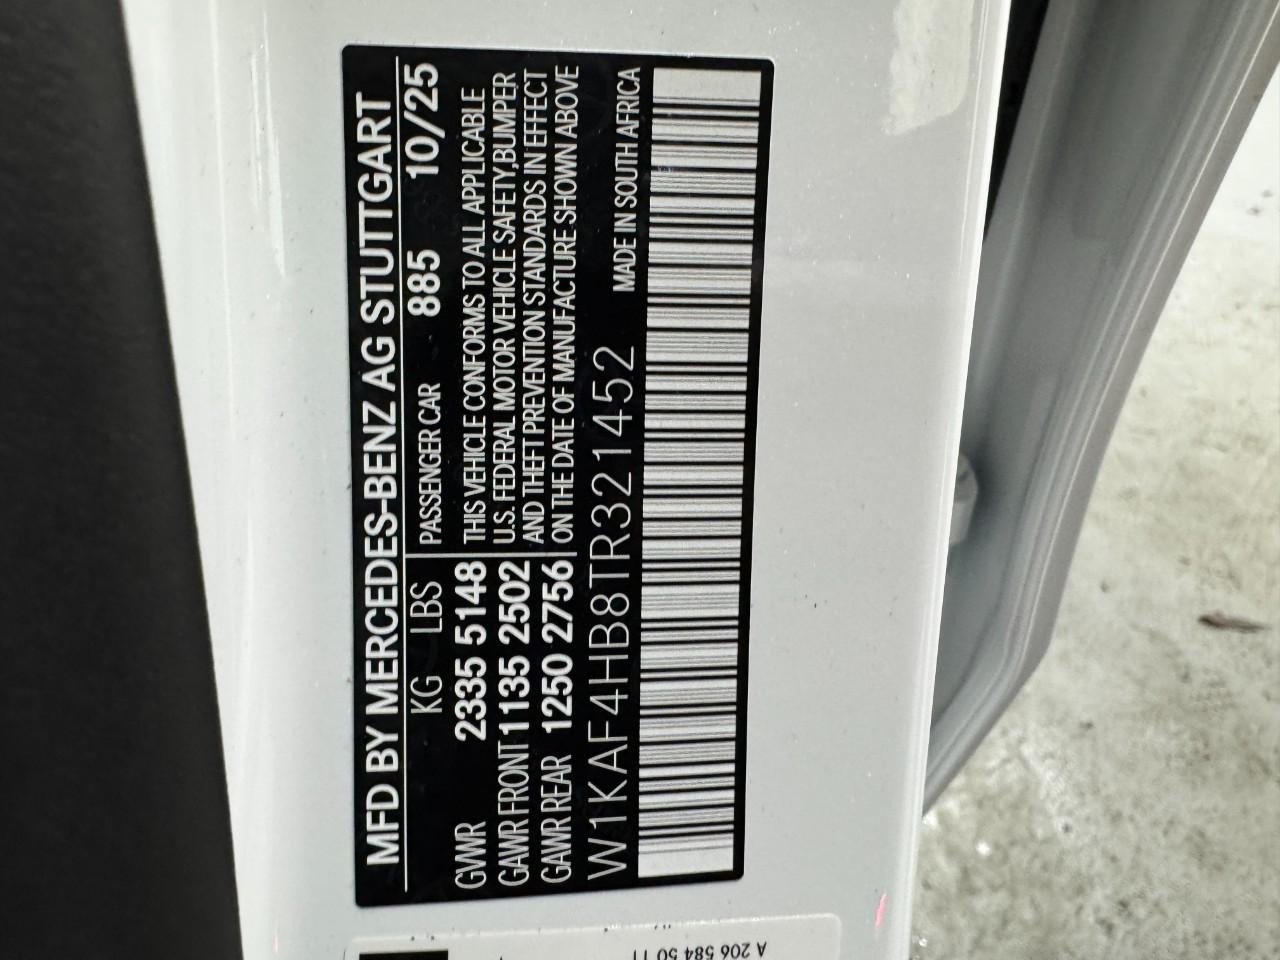 MFD BY MERCEDES-BENZ AG STUTTGART
KG LBS
PASSENGER CAR 885 10/25
GVWR 2335 5148
GAWR FRONT 1135 2502
GAWR REAR 1250 2756
THIS VEHICLE CONFORMS TO ALL APPLICABLE
U.S. FEDERAL MOTOR VEHICLE SAFETY,BUMPER
AND THEFT PREVENTION STANDARDS IN EFFECT
ON THE DATE OF MANUFACTURE SHOWN ABOVE
W1KAF4HB8TR321452
MADE IN SOUTH AFRICA
A 206 584 50 11